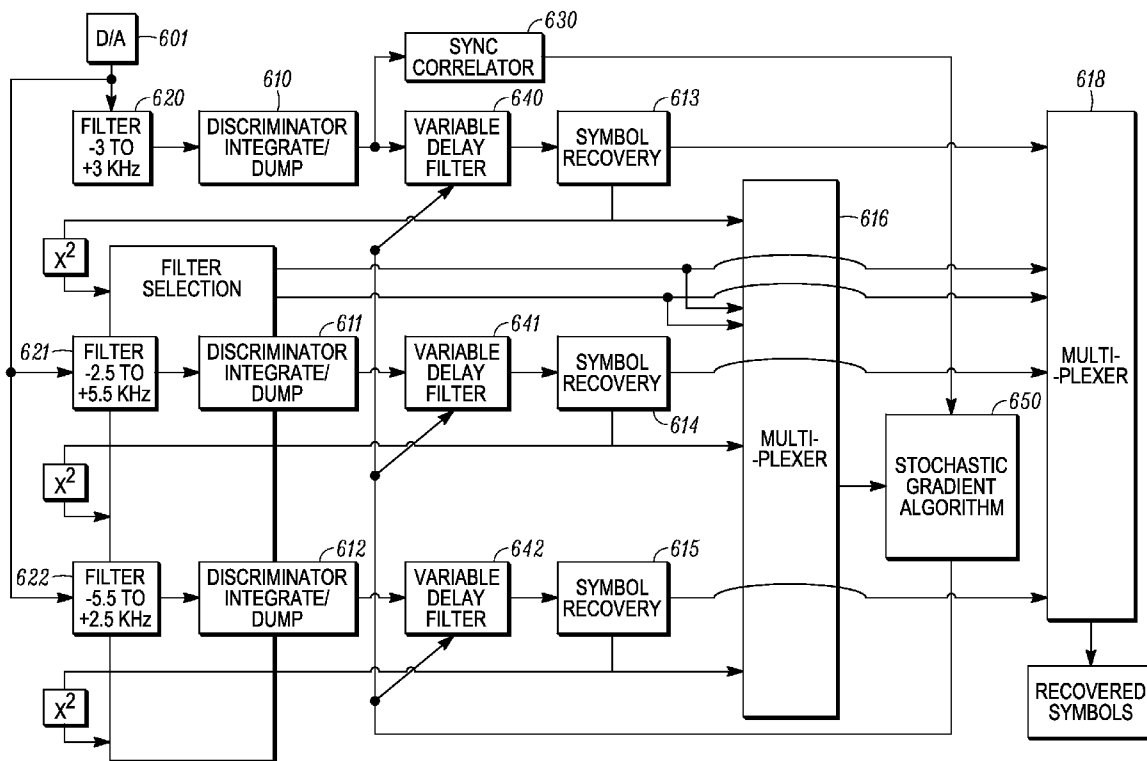 D/A
601
630
SYNC
CORRELATOR
620
FILTER
-3 TO
+3 KHz
610
DISCRIMINATOR
INTEGRATE/
DUMP
640
VARIABLE
DELAY
FILTER
613
SYMBOL
RECOVERY
618
MULTI-
-PLEXER
616
MULTI-
-PLEXER
X²
FILTER
SELECTION
621
FILTER
-2.5 TO
+5.5 KHz
611
DISCRIMINATOR
INTEGRATE/
DUMP
641
VARIABLE
DELAY
FILTER
SYMBOL
RECOVERY
614
650
STOCHASTIC
GRADIENT
ALGORITHM
X²
622
FILTER
-5.5 TO
+2.5 KHz
612
DISCRIMINATOR
INTEGRATE/
DUMP
642
VARIABLE
DELAY
FILTER
615
SYMBOL
RECOVERY
X²
RECOVERED
SYMBOLS